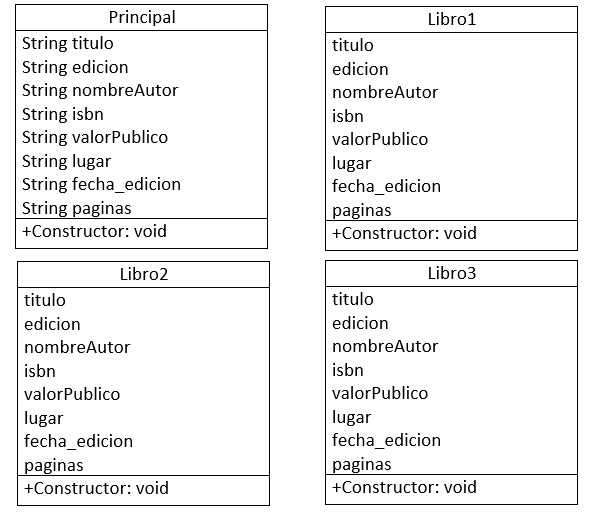 Principal
String titulo
String edicion
String nombreAutor
String isbn
String valorPublico
String lugar
String fecha_edicion
String paginas
+Constructor: void
Libro1
titulo
edicion
nombreAutor
isbn
valorPublico
lugar
fecha_edicion
paginas
+Constructor: void
Libro2
titulo
edicion
nombreAutor
isbn
valorPublico
lugar
fecha_edicion
paginas
+Constructor: void
Libro3
titulo
edicion
nombreAutor
isbn
valorPublico
lugar
fecha_edicion
paginas
+Constructor: void